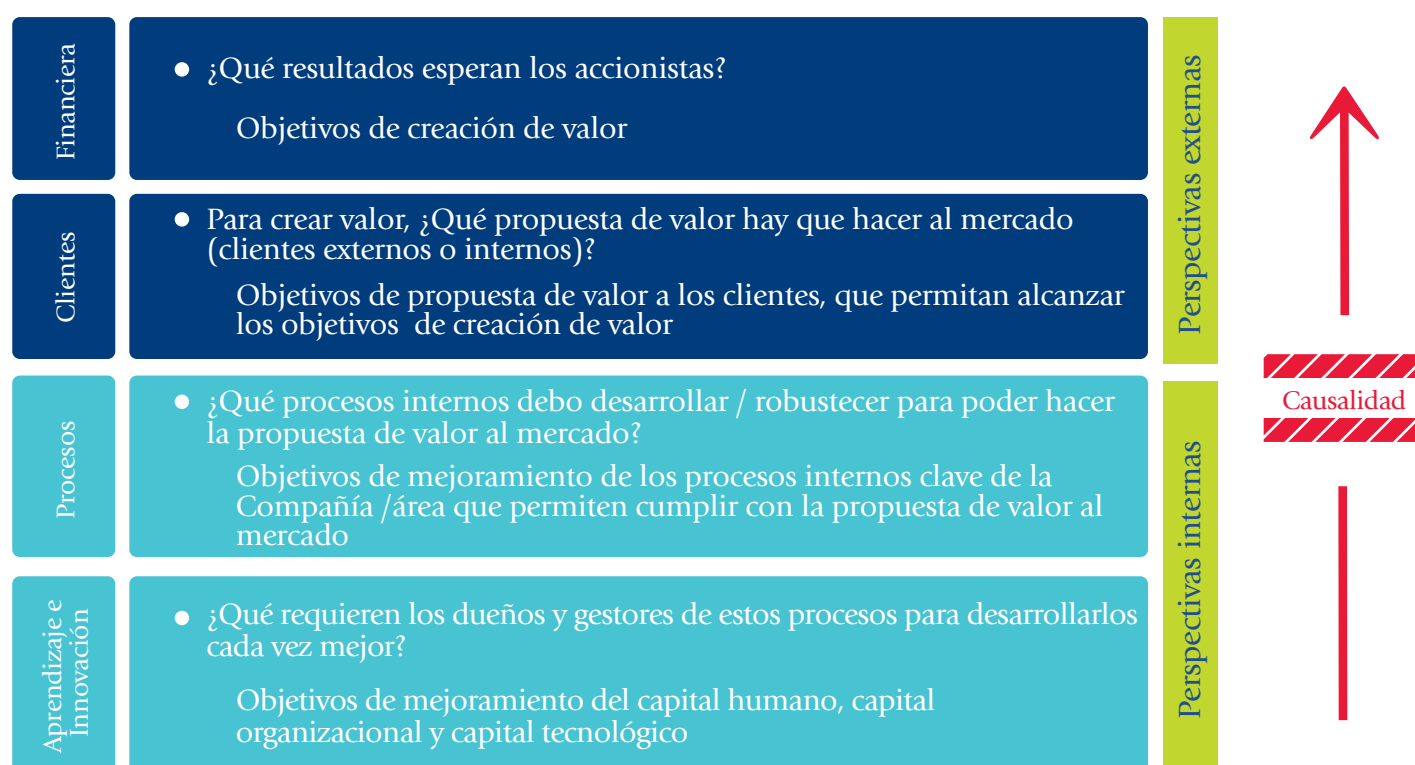 Financiera
● ¿Qué resultados esperan los accionistas?
Objetivos de creación de valor
Clientes
● Para crear valor, ¿Qué propuesta de valor hay que hacer al mercado
(clientes externos o internos)?
Objetivos de propuesta de valor a los clientes, que permitan alcanzar
los objetivos de creación de valor
Perspectivas externas
Procesos
● ¿Qué procesos internos debo desarrollar / robustecer para poder hacer
la propuesta de valor al mercado?
Objetivos de mejoramiento de los procesos internos clave de la
Compañía /área que permiten cumplir con la propuesta de valor al
mercado
Aprendizaje e
Innovación
● ¿Qué requieren los dueños y gestores de estos procesos para desarrollarlos
cada vez mejor?
Objetivos de mejoramiento del capital humano, capital
organizacional y capital tecnológico
Perspectivas internas
Causalidad